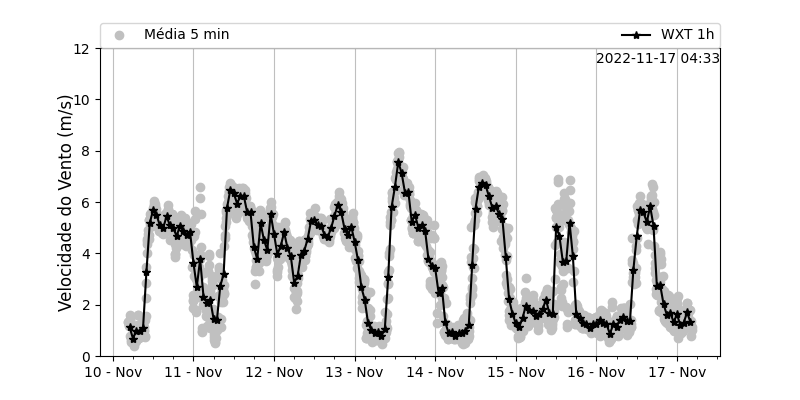 Média 5 min
WXT 1h
2022-11-17 04:33
Velocidade do Vento (m/s)
12
10
8
6
4
2
0
10 - Nov
11 - Nov
12 - Nov
13 - Nov
14 - Nov
15 - Nov
16 - Nov
17 - Nov